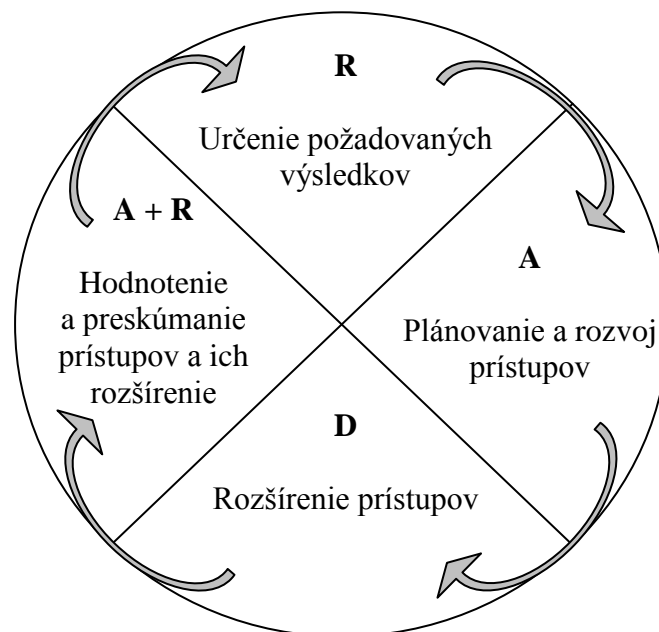 R
Určenie požadovaných
výsledkov
A
Plánovanie a rozvoj
prístupov
D
Rozšírenie prístupov
A + R
Hodnotenie
a preskúmanie
prístupov a ich
rozšírenie